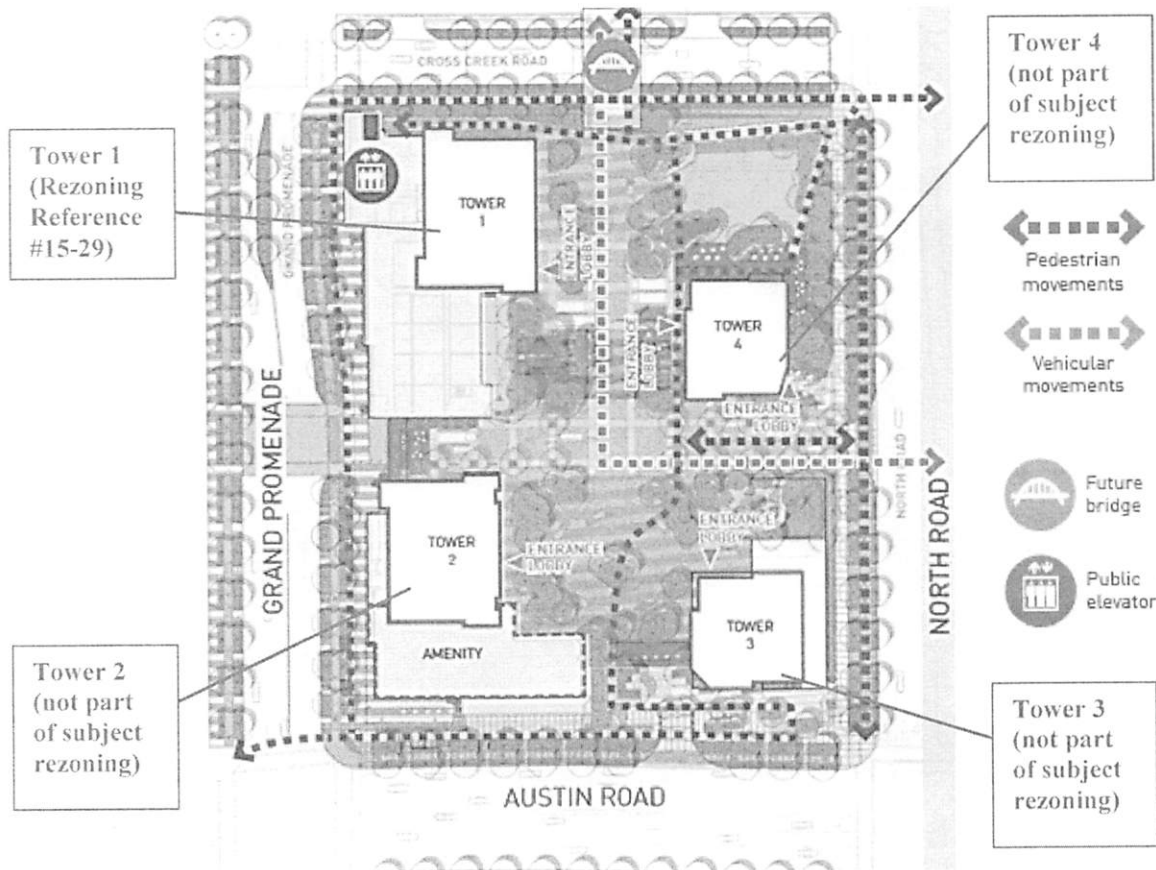 CROSS CREEK ROAD
Tower 4
(not part
of subject
rezoning)
Tower 1
(Rezoning
Reference
#15-29)
GRAND PROMENADE
TOWER
1
ENTRANCE
LOBBY
TOWER
4
ENTRANCE
LOBBY
ENTRANCE
LOBBY
Pedestrian
movements
Vehicular
movements
GRAND PROMENADE
NORTH ROAD
NORTH ROAD
Future
bridge
Public
elevator
TOWER
2
ENTRANCE
LOBBY
ENTRANCE
LOBBY
TOWER
3
AMENITY
Tower 2
(not part
of subject
rezoning)
Tower 3
(not part
of subject
rezoning)
AUSTIN ROAD